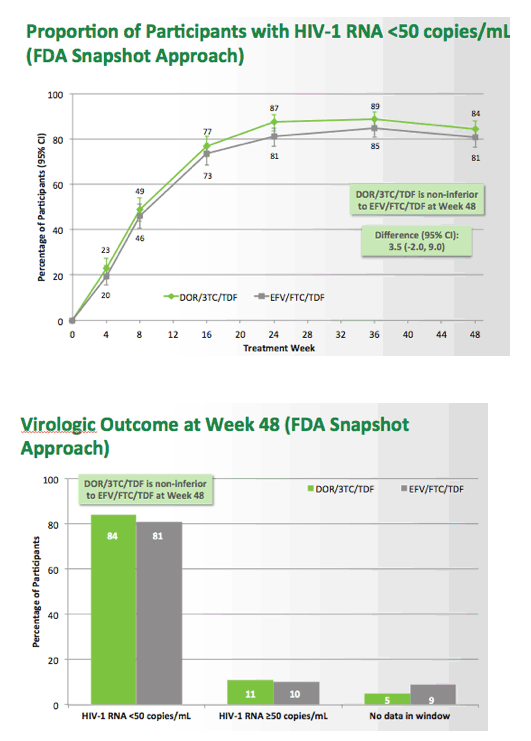 Proportion of Participants with HIV-1 RNA <50 copies/mL
(FDA Snapshot Approach)
Percentage of Participants (95% CI)
100
80
60
40
20
0
23
20
49
46
77
73
87
81
89
85
84
81
DOR/3TC/TDF is non-inferior
to EFV/FTC/TDF at Week 48
Difference (95% CI):
3.5 (-2.0, 9.0)
DOR/3TC/TDF EFV/FTC/TDF
0 4 8 12 16 20 24 28 32 36 40 44 48
Treatment Week
Virologic Outcome at Week 48 (FDA Snapshot
Approach)
Percentage of Participants
100
80
60
40
20
0
DOR/3TC/TDF is non-inferior
to EFV/FTC/TDF at Week 48
DOR/3TC/TDF EFV/FTC/TDF
84 81
11 10
5 9
HIV-1 RNA <50 copies/mL HIV-1 RNA ≥50 copies/mL No data in window